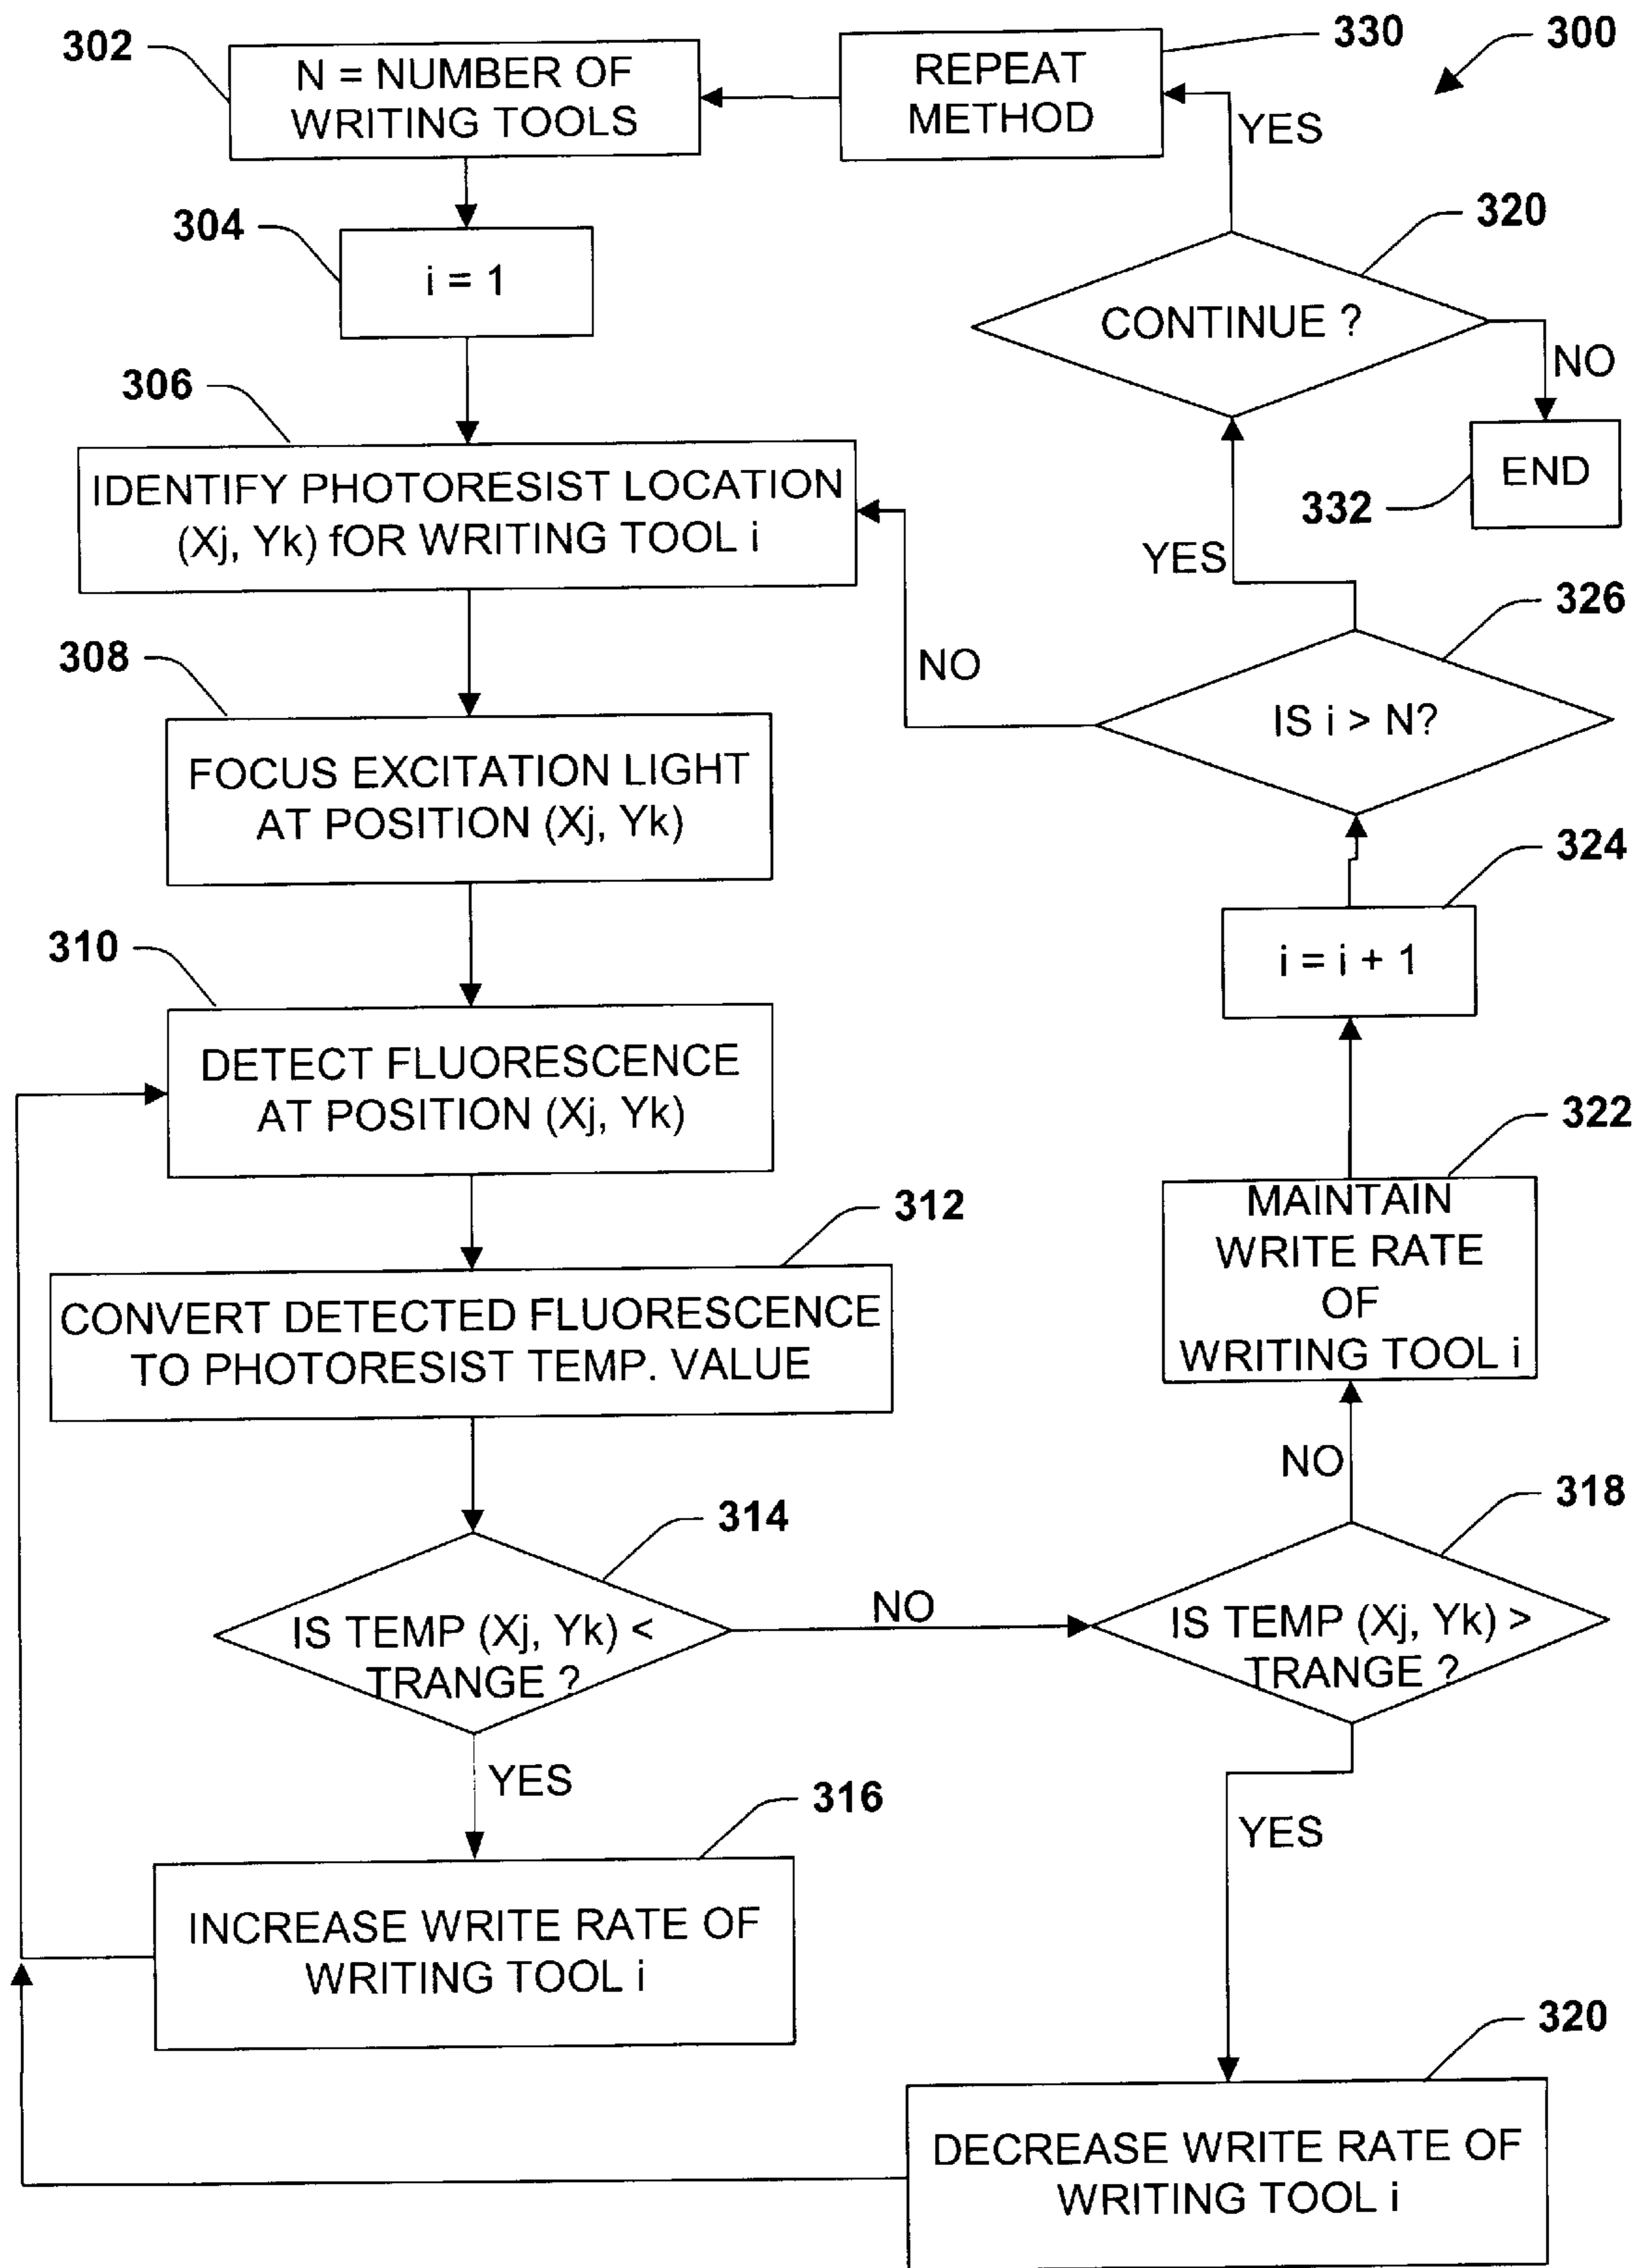 302
N = NUMBER OF
WRITING TOOLS
REPEAT
METHOD
330
300
YES
304
i = 1
320
CONTINUE ?
NO
END
332
306
IDENTIFY PHOTORESIST LOCATION
(Xj, Yk) fOR WRITING TOOL i
YES
326
NO
IS i > N?
308
FOCUS EXCITATION LIGHT
AT POSITION (Xj, Yk)
324
i = i + 1
310
DETECT FLUORESCENCE
AT POSITION (Xj, Yk)
322
MAINTAIN
WRITE RATE
OF
WRITING TOOL i
312
CONVERT DETECTED FLUORESCENCE
TO PHOTORESIST TEMP. VALUE
NO
314
IS TEMP (Xj, Yk) <
TRANGE ?
NO
318
IS TEMP (Xj, Yk) >
TRANGE ?
YES
YES
316
INCREASE WRITE RATE OF
WRITING TOOL i
320
DECREASE WRITE RATE OF
WRITING TOOL i